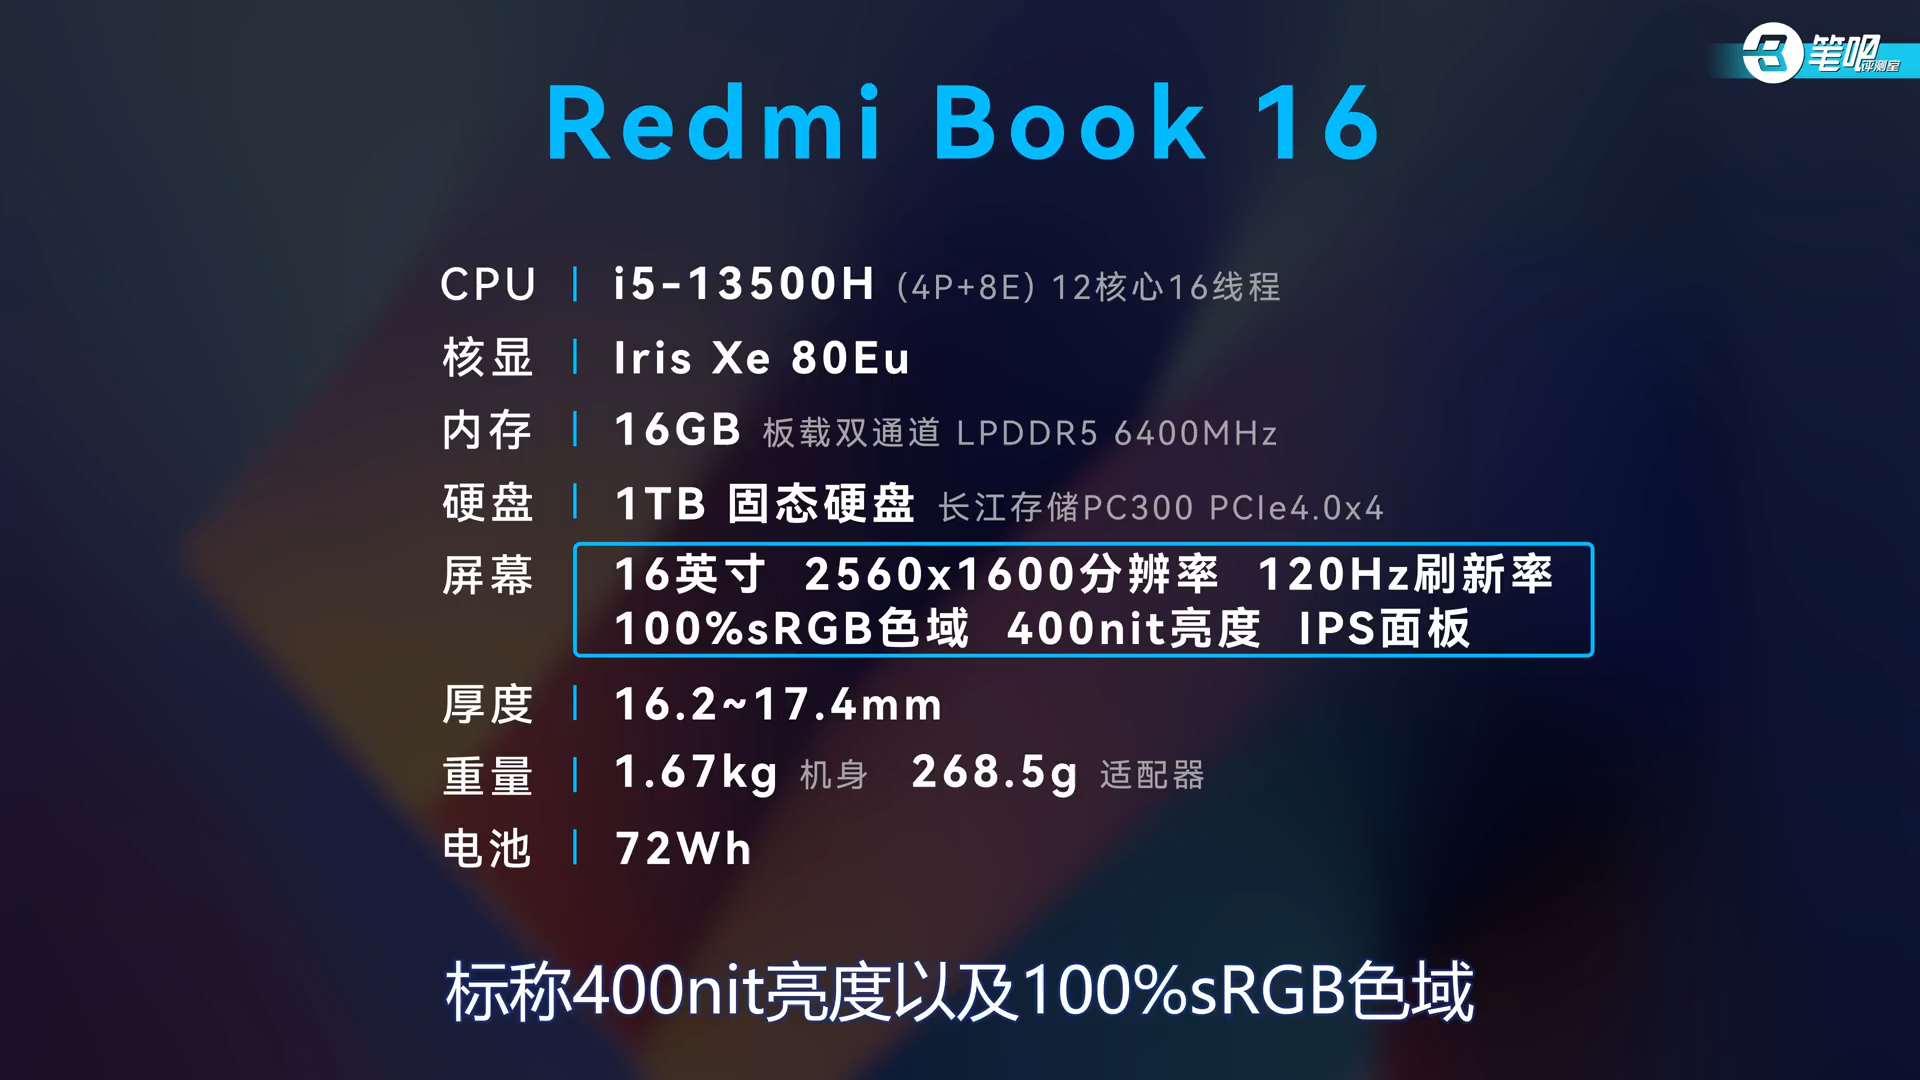 笔吧评测室
Redmi Book 16
CPU i5-13500H (4P+8E) 12核心16线程
核显 Iris Xe 80Eu
内存 16GB 板载双通道 LPDDR5 6400MHz
硬盘 1TB 固态硬盘 长江存储PC300 PCIe4.0x4
屏幕 16英寸 2560x1600分辨率 120Hz刷新率
100%sRGB色域 400nit亮度 IPS面板
厚度 16.2~17.4mm
重量 1.67kg 机身 268.5g 适配器
电池 72Wh
标称400nit亮度以及100%sRGB色域